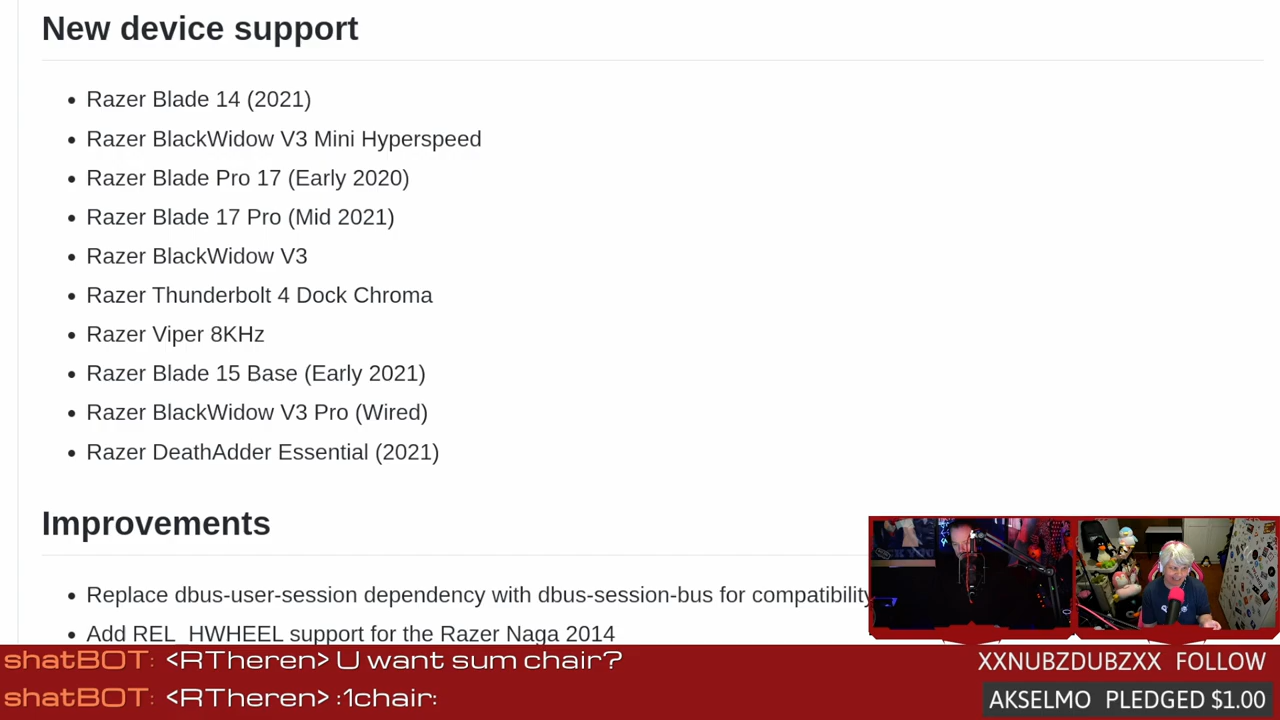 New device support
Razer Blade 14 (2021)
Razer BlackWidow V3 Mini Hyperspeed
Razer Blade Pro 17 (Early 2020)
Razer Blade 17 Pro (Mid 2021)
Razer BlackWidow V3
Razer Thunderbolt 4 Dock Chroma
Razer Viper 8KHz
Razer Blade 15 Base (Early 2021)
Razer BlackWidow V3 Pro (Wired)
Razer DeathAdder Essential (2021)
Improvements
Replace dbus-user-session dependency with dbus-session-bus for compatibility
Add REL_HWHEEL support for the Razer Naga 2014
shatBOT: <RTheren> U want sum chair?
shatBOT: <RTheren> :1chair:
XXNUBZDUBZXX FOLLOW
AKSELMO PLEDGED $1.00